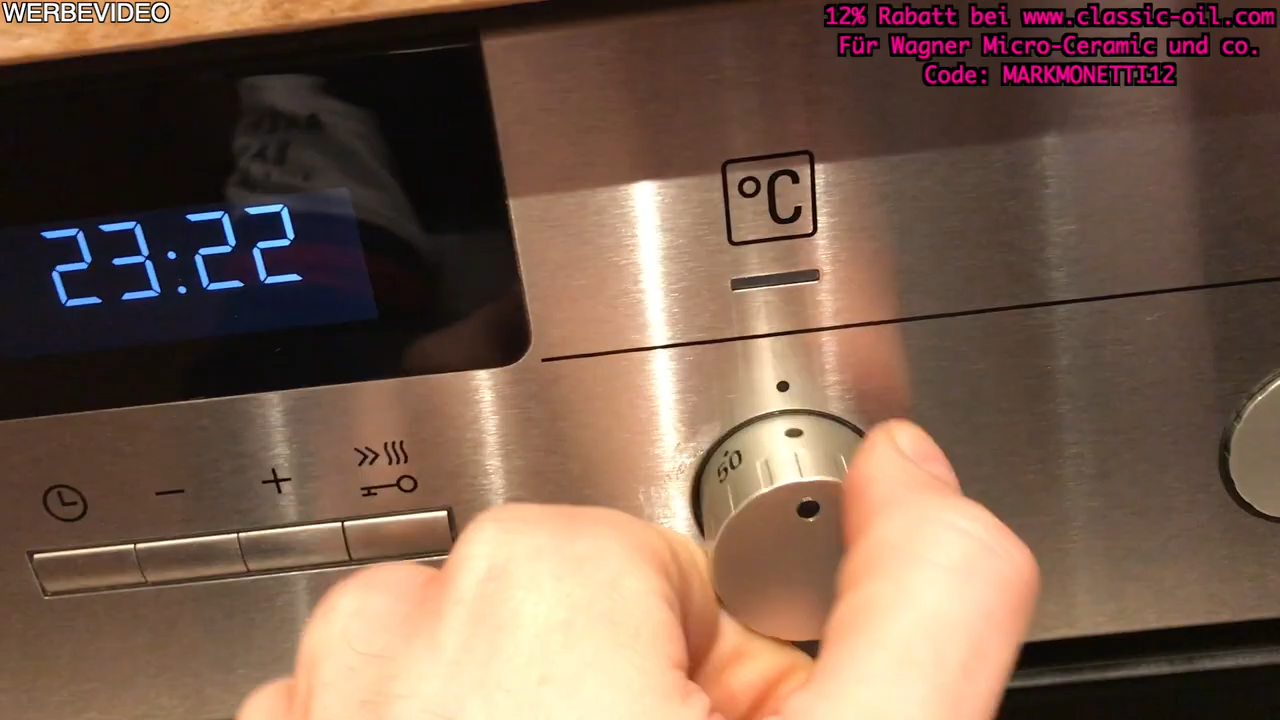 WERBEVIDEO
12% Rabatt bei www.classic-oil.com
Für Wagner Micro-Ceramic und co.
Code: MARKMONETTI12
°C
23:22
50
− +